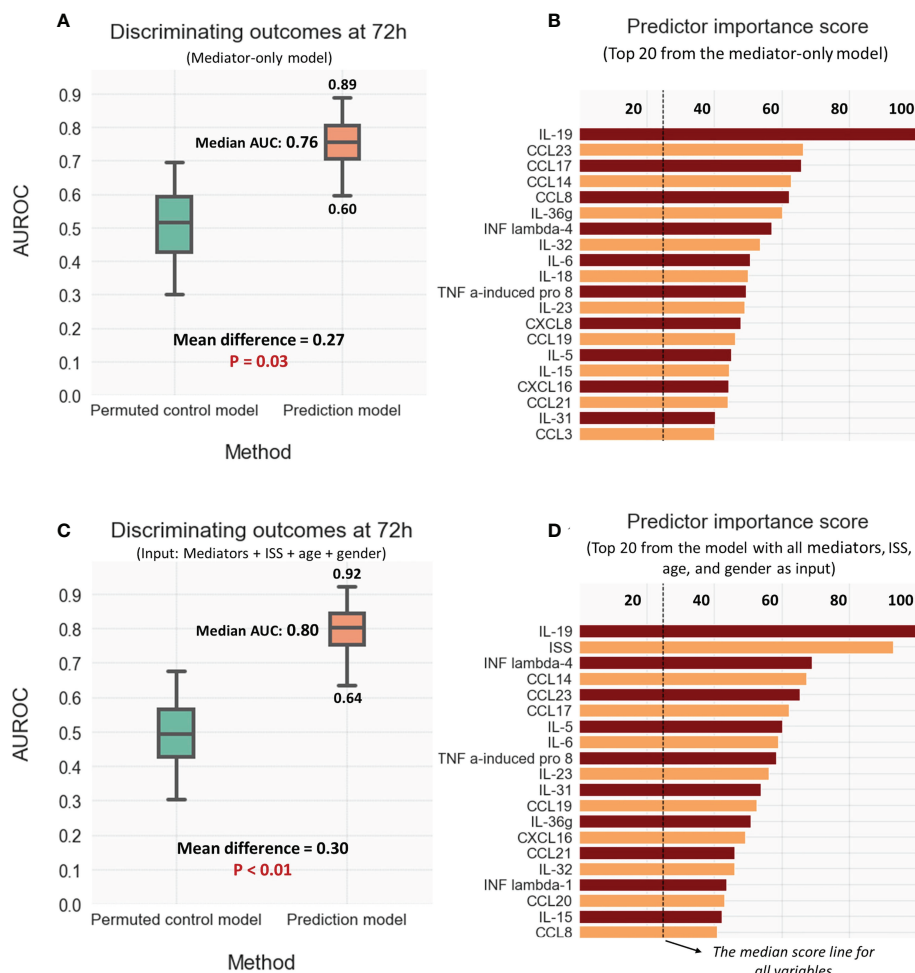 A
Discriminating outcomes at 72h
(Mediator-only model)
0.9
0.8
0.7
0.6
0.5
0.4
0.3
0.2
0.1
0.0
AUROC
0.89
Median AUC: 0.76
0.60
Mean difference = 0.27
P = 0.03
Permuted control model
Prediction model
Method
B
Predictor importance score
(Top 20 from the mediator-only model)
20
40
60
80
100
IL-19
CCL23
CCL17
CCL14
CCL8
IL-36g
INF lambda-4
IL-32
IL-6
IL-18
TNF a-induced pro 8
IL-23
CXCL8
CCL19
IL-5
IL-15
CXCL16
CCL21
IL-31
CCL3
C
Discriminating outcomes at 72h
(Input: Mediators + ISS + age + gender)
0.9
0.8
0.7
0.6
0.5
0.4
0.3
0.2
0.1
0.0
AUROC
0.92
Median AUC: 0.80
0.64
Mean difference = 0.30
P < 0.01
Permuted control model
Prediction model
Method
D
Predictor importance score
(Top 20 from the model with all mediators, ISS,
age, and gender as input)
20
40
60
80
100
IL-19
ISS
INF lambda-4
CCL14
CCL23
CCL17
IL-5
IL-6
TNF a-induced pro 8
IL-23
IL-31
CCL19
IL-36g
CXCL16
CCL21
IL-32
INF lambda-1
CCL20
IL-15
CCL8
The median score line for
all variables